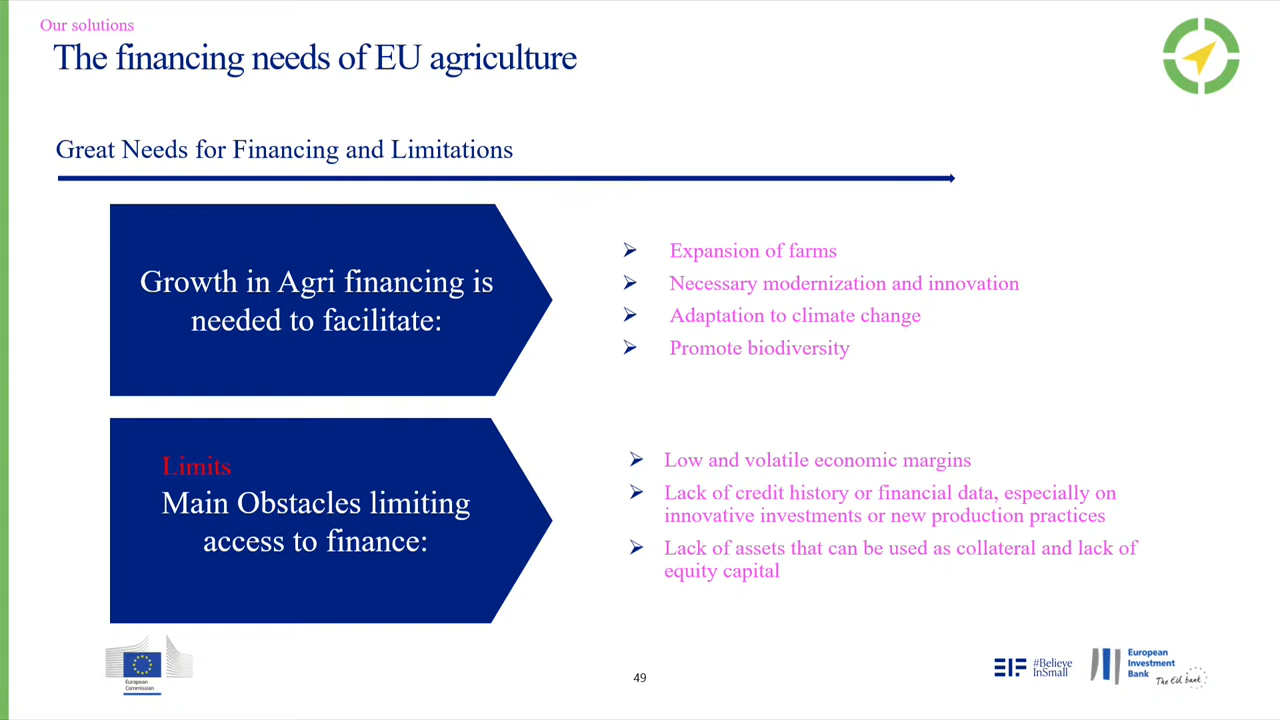 Our solutions
The financing needs of EU agriculture
Great Needs for Financing and Limitations
Growth in Agri financing is
needed to facilitate:
Expansion of farms
Necessary modernization and innovation
Adaptation to climate change
Promote biodiversity
Limits
Main Obstacles limiting
access to finance:
Low and volatile economic margins
Lack of credit history or financial data, especially on
innovative investments or new production practices
Lack of assets that can be used as collateral and lack of
equity capital
European
Commission
49
EIF
#Believe
InSmall
European
Investment
Bank
The EU bank